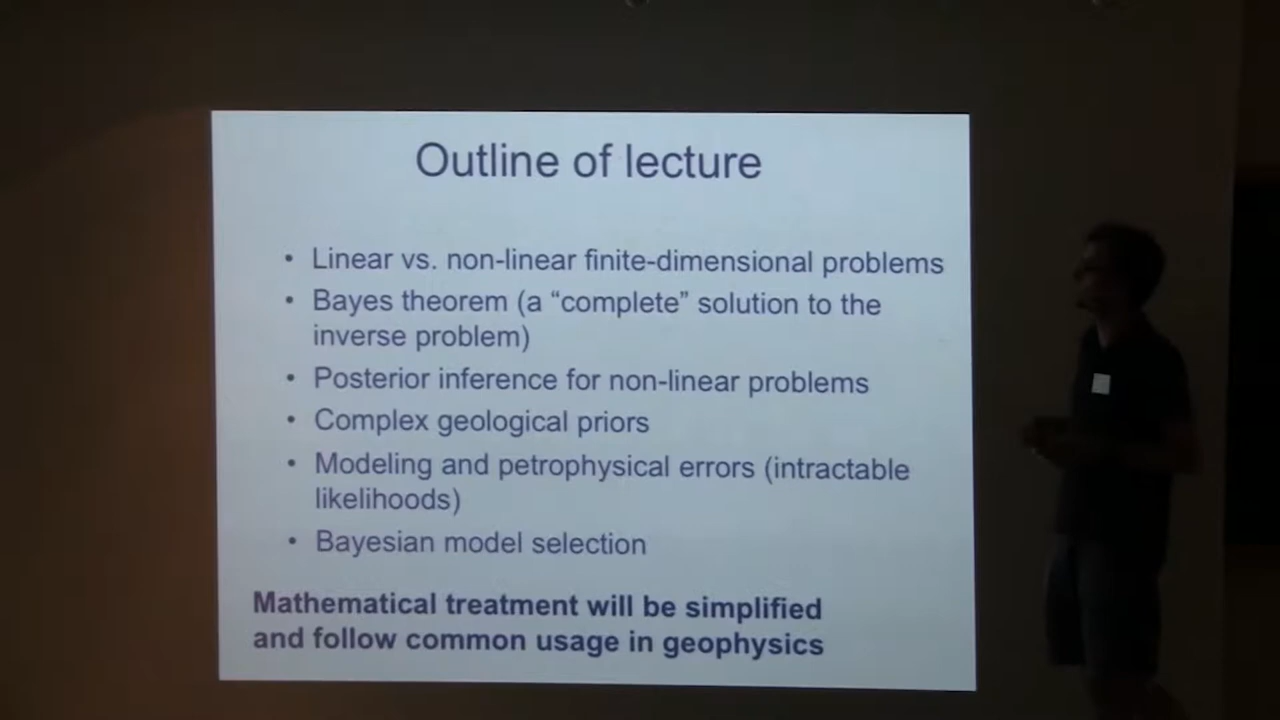 Outline of lecture
• Linear vs. non-linear finite-dimensional problems
• Bayes theorem (a “complete” solution to the
inverse problem)
• Posterior inference for non-linear problems
• Complex geological priors
• Modeling and petrophysical errors (intractable
likelihoods)
• Bayesian model selection
Mathematical treatment will be simplified
and follow common usage in geophysics